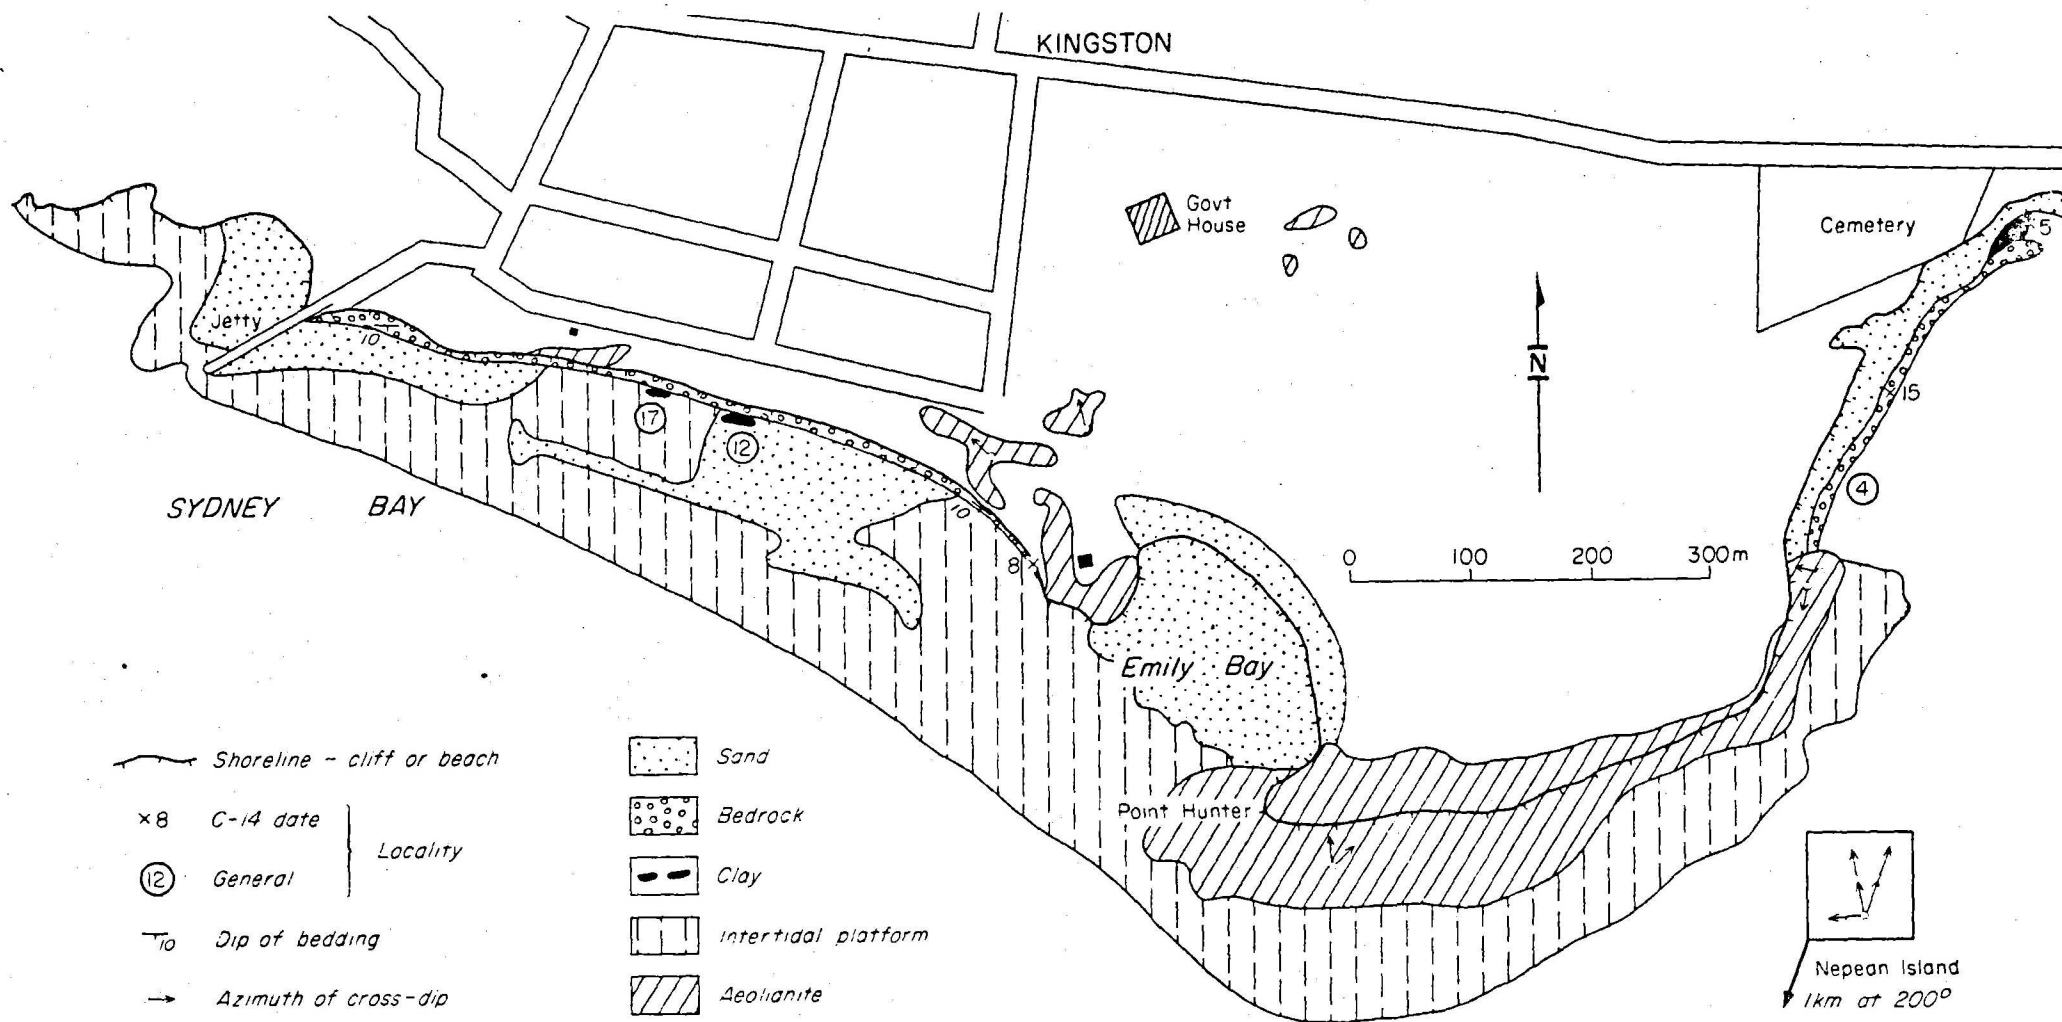 KINGSTON
Govt
House
Cemetery
5
Jetty
10
15
17
12
4
SYDNEY BAY
10
8
0 100 200 300m
N
Emily Bay
Point Hunter
Shoreline - cliff or beach
×8 C-14 date
Locality
12 General
10 Dip of bedding
Azimuth of cross-dip
Sand
Bedrock
Clay
Intertidal platform
Aeolianite
Nepean Island
1km at 200°